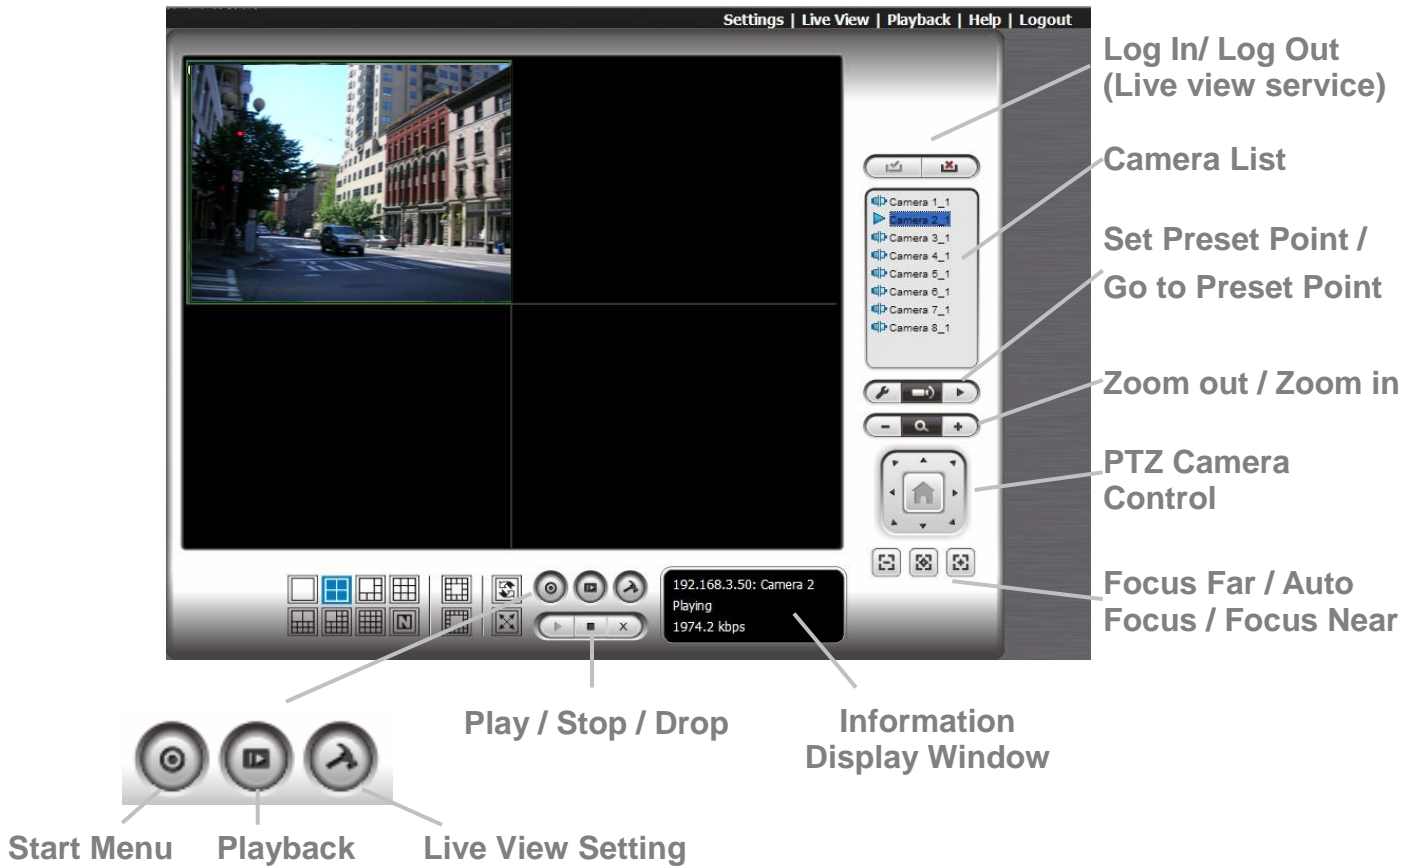 Settings | Live View | Playback | Help | Logout
Log In/ Log Out
(Live view service)
Camera List
Camera 1_1
Camera 2_1
Camera 3_1
Camera 4_1
Camera 5_1
Camera 6_1
Camera 7_1
Camera 8_1
Set Preset Point /
Go to Preset Point
Zoom out / Zoom in
PTZ Camera
Control
Focus Far / Auto
Focus / Focus Near
N
192.168.3.50: Camera 2
Playing
1974.2 kbps
Play / Stop / Drop
Information
Display Window
Start Menu
Playback
Live View Setting